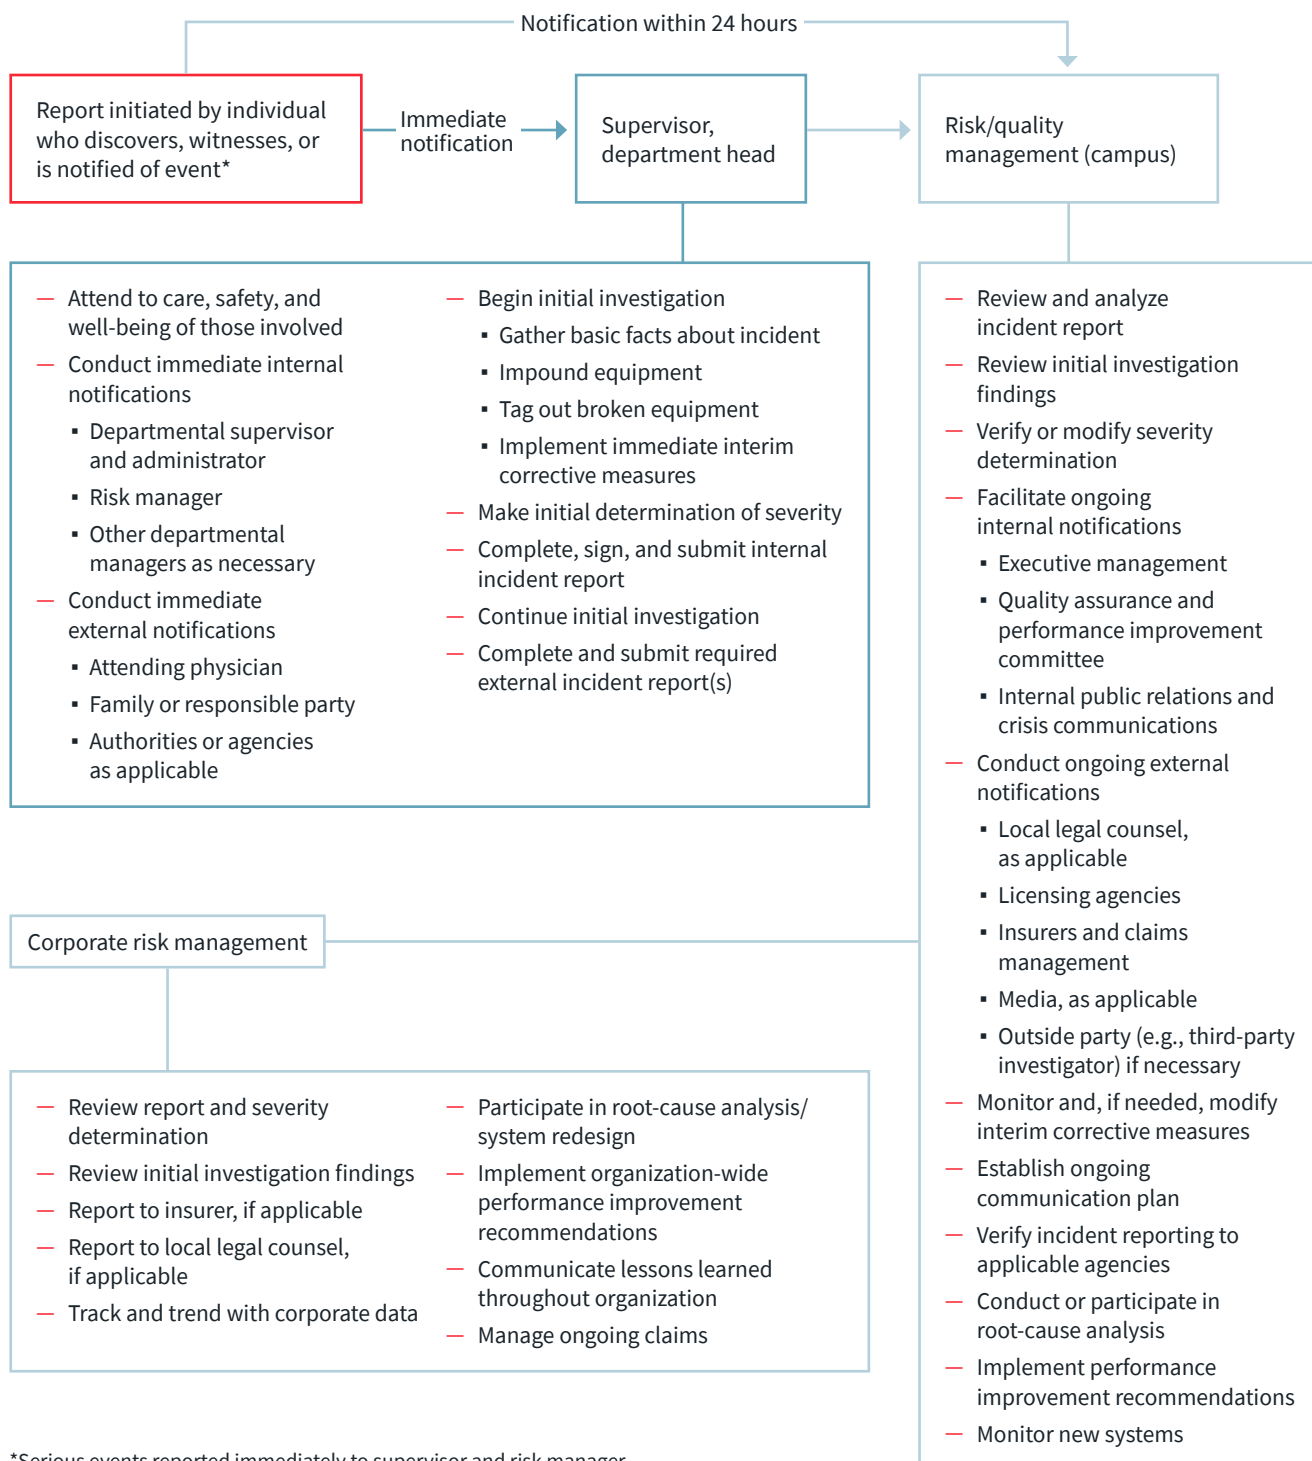 Notification within 24 hours
Report initiated by individual
who discovers, witnesses, or
is notified of event*
Immediate
notification
Supervisor,
department head
Risk/quality
management (campus)
— Attend to care, safety, and
well-being of those involved
— Conduct immediate internal
notifications
▪ Departmental supervisor
and administrator
▪ Risk manager
▪ Other departmental
managers as necessary
— Conduct immediate
external notifications
▪ Attending physician
▪ Family or responsible party
▪ Authorities or agencies
as applicable
— Begin initial investigation
▪ Gather basic facts about incident
▪ Impound equipment
▪ Tag out broken equipment
▪ Implement immediate interim
corrective measures
— Make initial determination of severity
— Complete, sign, and submit internal
incident report
— Continue initial investigation
— Complete and submit required
external incident report(s)
— Review and analyze
incident report
— Review initial investigation
findings
— Verify or modify severity
determination
— Facilitate ongoing
internal notifications
▪ Executive management
▪ Quality assurance and
performance improvement
committee
▪ Internal public relations and
crisis communications
— Conduct ongoing external
notifications
▪ Local legal counsel,
as applicable
▪ Licensing agencies
▪ Insurers and claims
management
▪ Media, as applicable
▪ Outside party (e.g., third-party
investigator) if necessary
— Monitor and, if needed, modify
interim corrective measures
— Establish ongoing
communication plan
— Verify incident reporting to
applicable agencies
— Conduct or participate in
root-cause analysis
— Implement performance
improvement recommendations
— Monitor new systems
Corporate risk management
— Review report and severity
determination
— Review initial investigation findings
— Report to insurer, if applicable
— Report to local legal counsel,
if applicable
— Track and trend with corporate data
— Participate in root-cause analysis/
system redesign
— Implement organization-wide
performance improvement
recommendations
— Communicate lessons learned
throughout organization
— Manage ongoing claims
*Serious events reported immediately to supervisor and risk manager